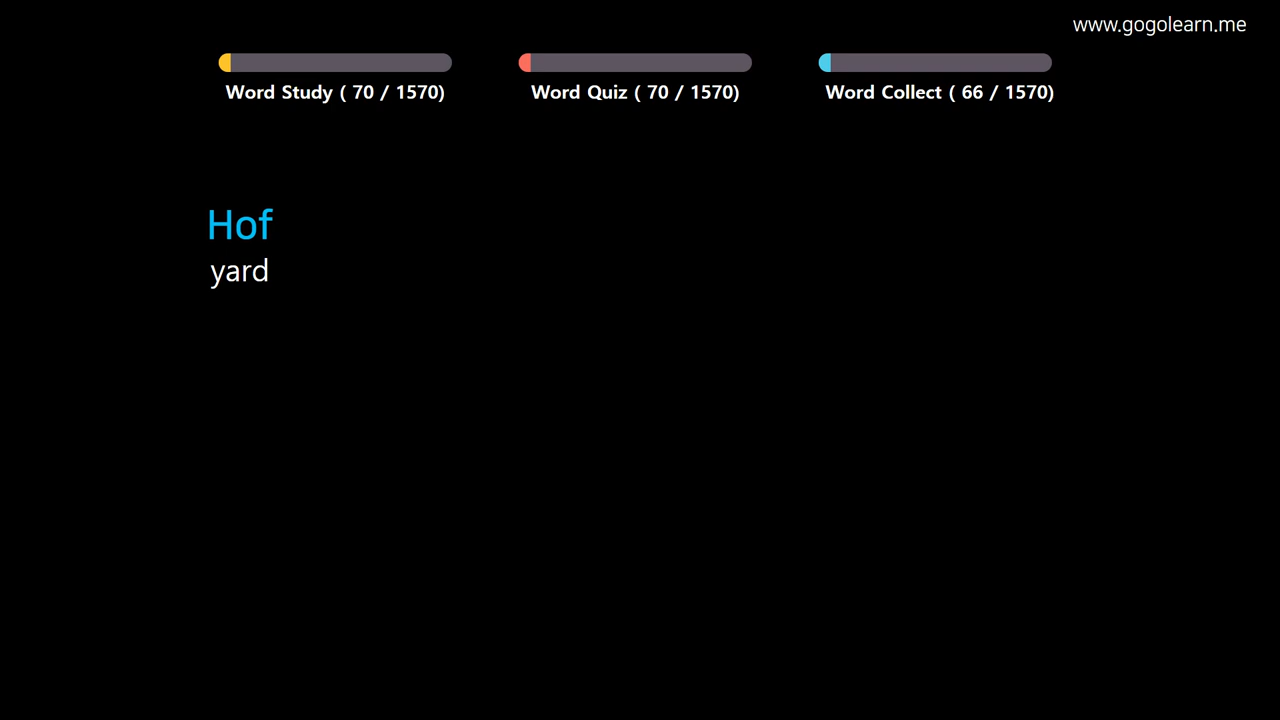 www.gogolearn.me
Word Study ( 70 / 1570)
Word Quiz ( 70 / 1570)
Word Collect ( 66 / 1570)
Hof
yard